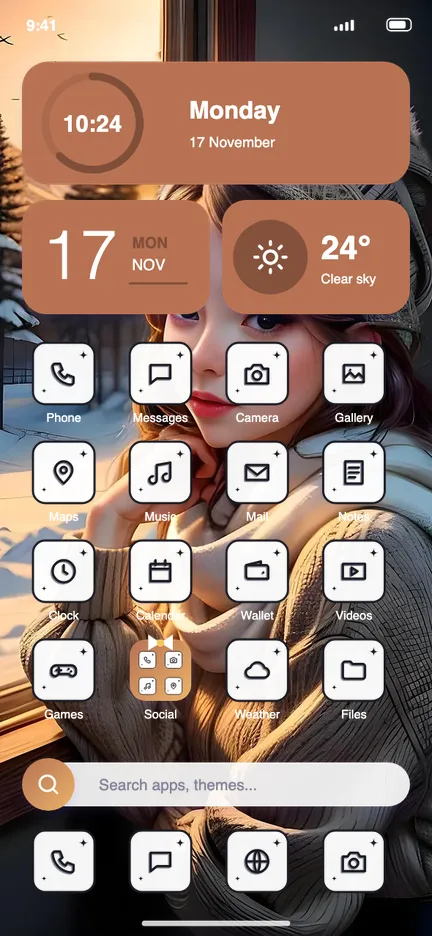 9:41
10:24
Monday
17 November
17
MON
NOV
24°
Clear sky
Phone
Messages
Camera
Gallery
Maps
Music
Mail
Notes
Clock
Calendar
Wallet
Videos
Games
Social
Weather
Files
Search apps, themes...